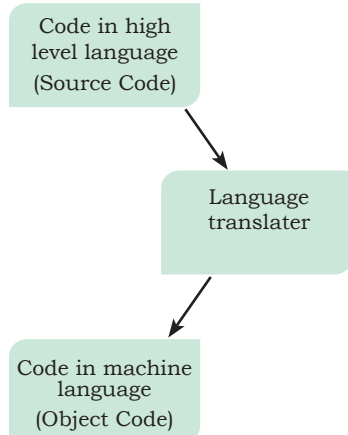 Code in high
level language
(Source Code)
Language
translater
Code in machine
language
(Object Code)